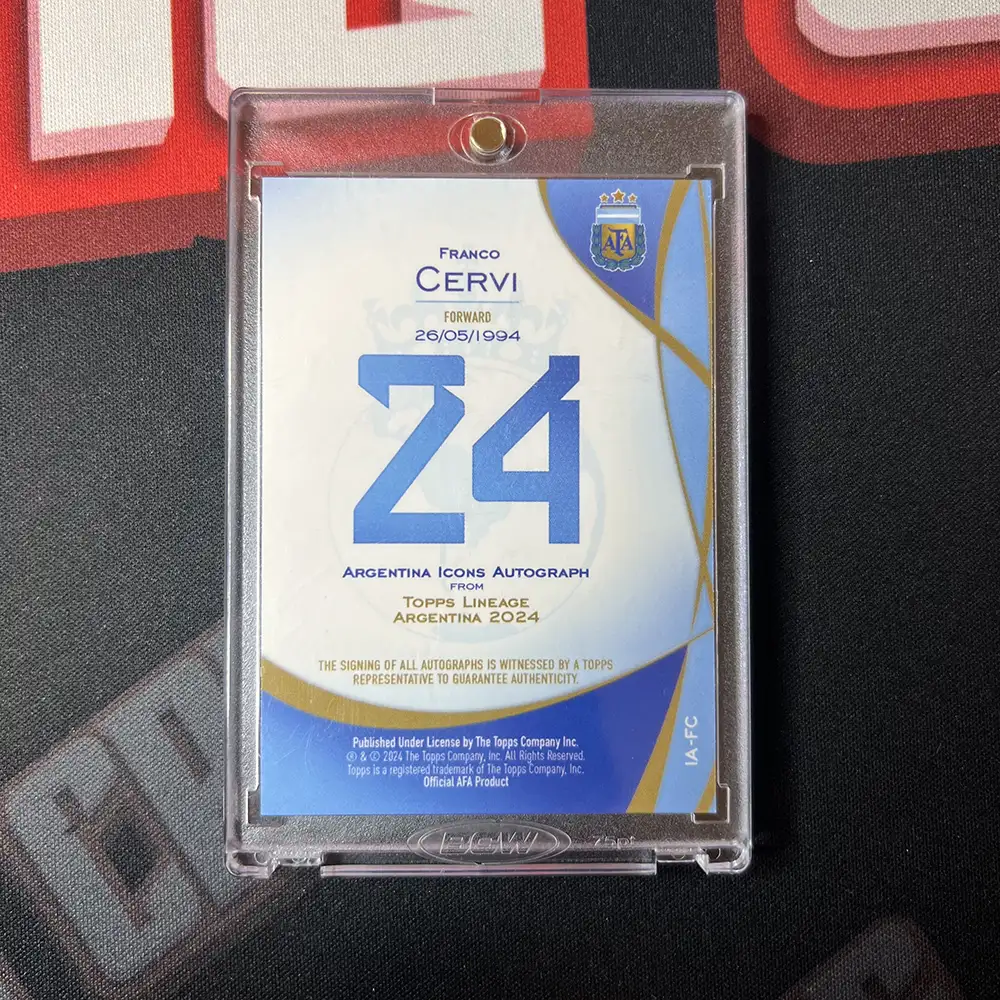 AFA
FRANCO
CERVI
FORWARD
26/05/1994
24
ARGENTINA ICONS AUTOGRAPH
FROM
TOPPS LINEAGE
ARGENTINA 2024
THE SIGNING OF ALL AUTOGRAPHS IS WITNESSED BY A TOPPS
REPRESENTATIVE TO GUARANTEE AUTHENTICITY.
Published Under License by The Topps Company Inc.
® & © 2024 The Topps Company, Inc. All Rights Reserved.
Topps is a registered trademark of The Topps Company, Inc.
Official AFA Product
IA-FC
BCW
75pt